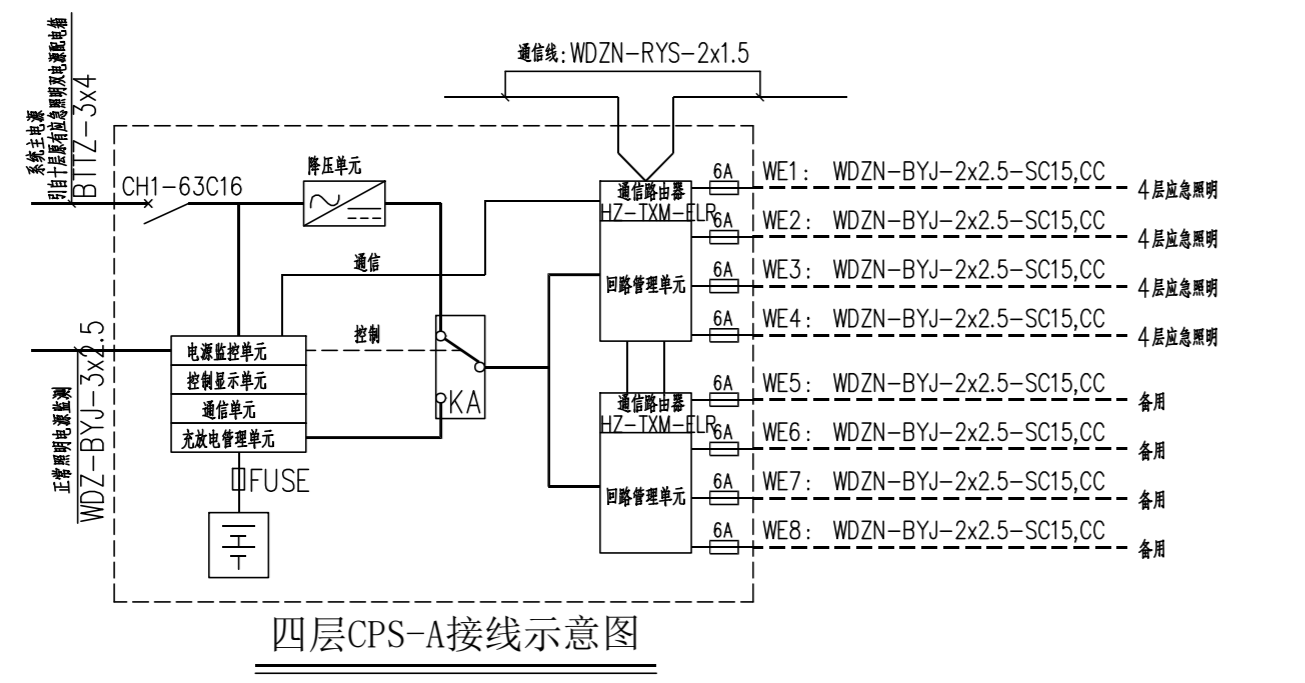 通信线:WDZN-RYS-2x1.5
系统主电源
引自十层原有应急照明双电源配电箱
BTTZ-3x4
CH1-63C16
降压单元
通信
控制
正常照明电源监测
WDZ-BYJ-3x2.5
电源监控单元
控制显示单元
通信单元
充放电管理单元
FUSE
KA
通信路由器
HZ-TXM-ELR
回路管理单元
通信路由器
HZ-TXM-ELR
回路管理单元
6A WE1: WDZN-BYJ-2x2.5-SC15,CC 4层应急照明
6A WE2: WDZN-BYJ-2x2.5-SC15,CC 4层应急照明
6A WE3: WDZN-BYJ-2x2.5-SC15,CC 4层应急照明
6A WE4: WDZN-BYJ-2x2.5-SC15,CC 4层应急照明
6A WE5: WDZN-BYJ-2x2.5-SC15,CC 备用
6A WE6: WDZN-BYJ-2x2.5-SC15,CC 备用
6A WE7: WDZN-BYJ-2x2.5-SC15,CC 备用
6A WE8: WDZN-BYJ-2x2.5-SC15,CC 备用
四层CPS-A接线示意图